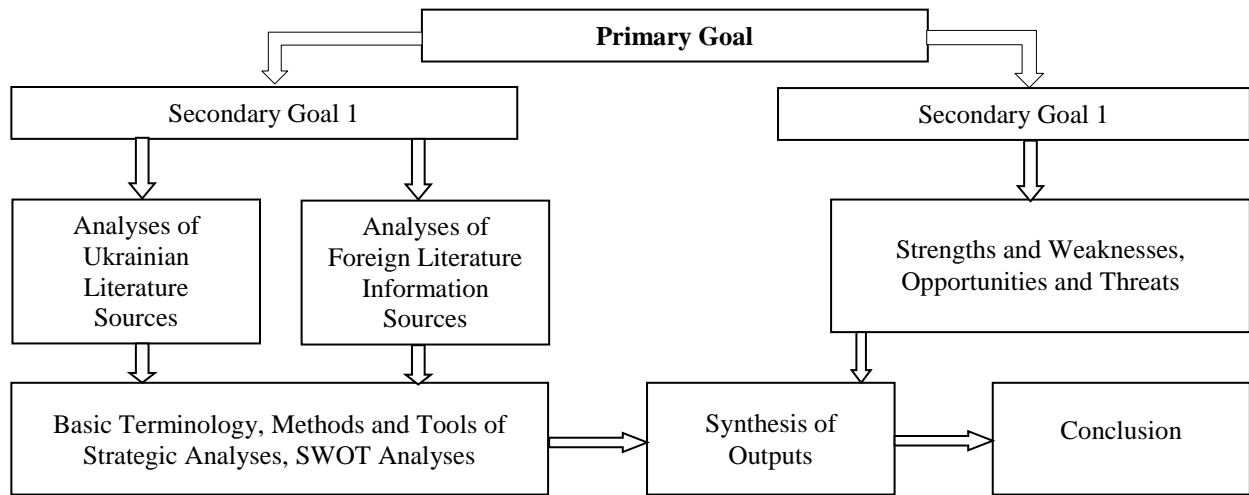 Primary Goal
Secondary Goal 1
Secondary Goal 1
Analyses of
Ukrainian
Literature
Sources
Analyses of
Foreign Literature
Information
Sources
Strengths and Weaknesses,
Opportunities and Threats
Basic Terminology, Methods and Tools of
Strategic Analyses, SWOT Analyses
Synthesis of
Outputs
Conclusion